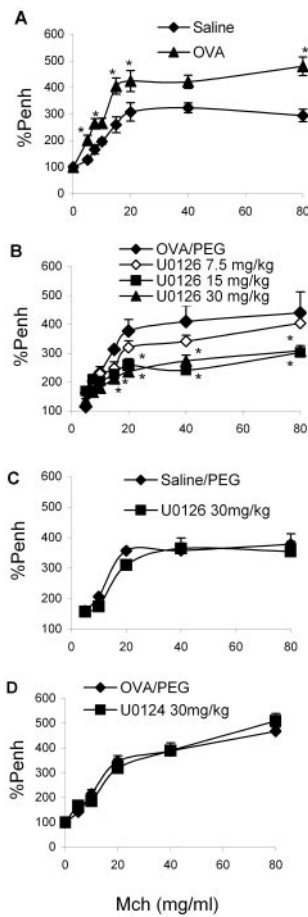 A
Saline
OVA
%Penh
600
500
400
300
200
100
0
* * * * *
0 20 40 60 80
B
OVA/PEG
U0126 7.5 mg/kg
U0126 15 mg/kg
U0126 30 mg/kg
%Penh
600
500
400
300
200
100
0
* * * * * * * *
0 20 40 60 80
C
Saline/PEG
U0126 30mg/kg
%Penh
600
500
400
300
200
100
0
0 20 40 60 80
D
OVA/PEG
U0124 30mg/kg
%Penh
600
500
400
300
200
100
0
0 20 40 60 80
Mch (mg/ml)